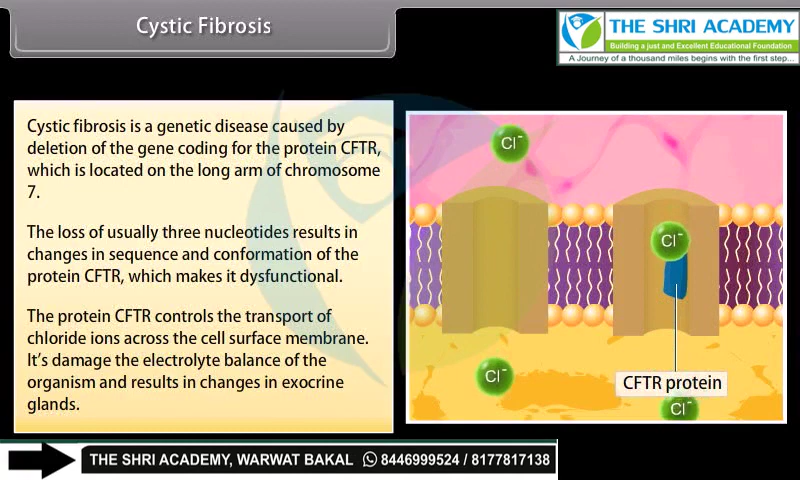 Cystic Fibrosis
THE SHRI ACADEMY
Building a just and Excellent Educational Foundation
A Journey of a thousand miles begins with the first step...
Cystic fibrosis is a genetic disease caused by
deletion of the gene coding for the protein CFTR,
which is located on the long arm of chromosome
7.
The loss of usually three nucleotides results in
changes in sequence and conformation of the
protein CFTR, which makes it dysfunctional.
The protein CFTR controls the transport of
chloride ions across the cell surface membrane.
It's damage the electrolyte balance of the
organism and results in changes in exocrine
glands.
Cl⁻
Cl⁻
Cl⁻
CFTR protein
Cl⁻
THE SHRI ACADEMY, WARWAT BAKAL 8446999524 / 8177817138